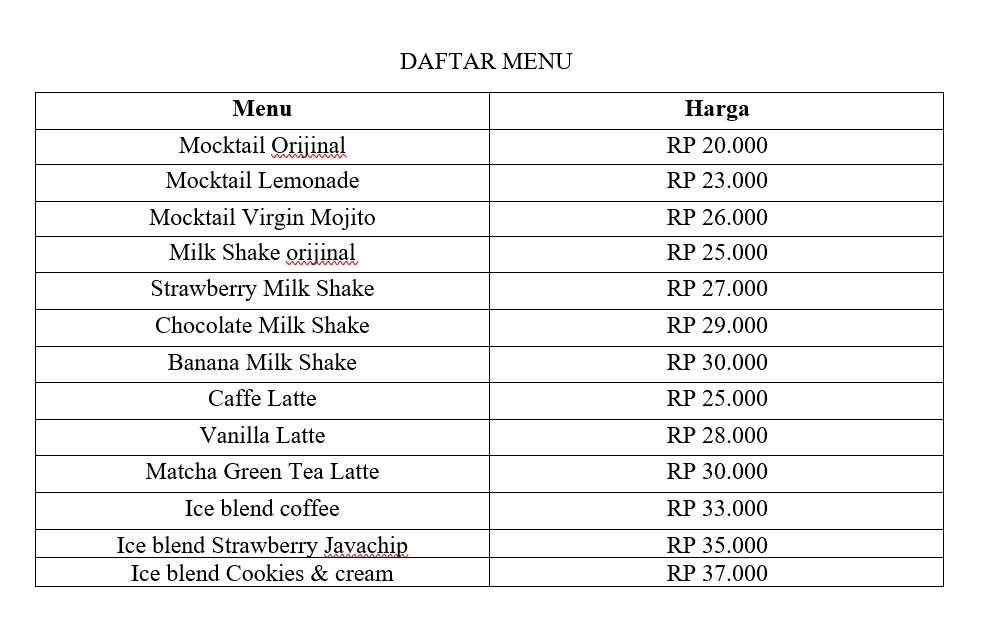 DAFTAR MENU
Menu Harga
Mocktail Orijinal RP 20.000
Mocktail Lemonade RP 23.000
Mocktail Virgin Mojito RP 26.000
Milk Shake orijinal RP 25.000
Strawberry Milk Shake RP 27.000
Chocolate Milk Shake RP 29.000
Banana Milk Shake RP 30.000
Caffe Latte RP 25.000
Vanilla Latte RP 28.000
Matcha Green Tea Latte RP 30.000
Ice blend coffee RP 33.000
Ice blend Strawberry Javachip RP 35.000
Ice blend Cookies & cream RP 37.000